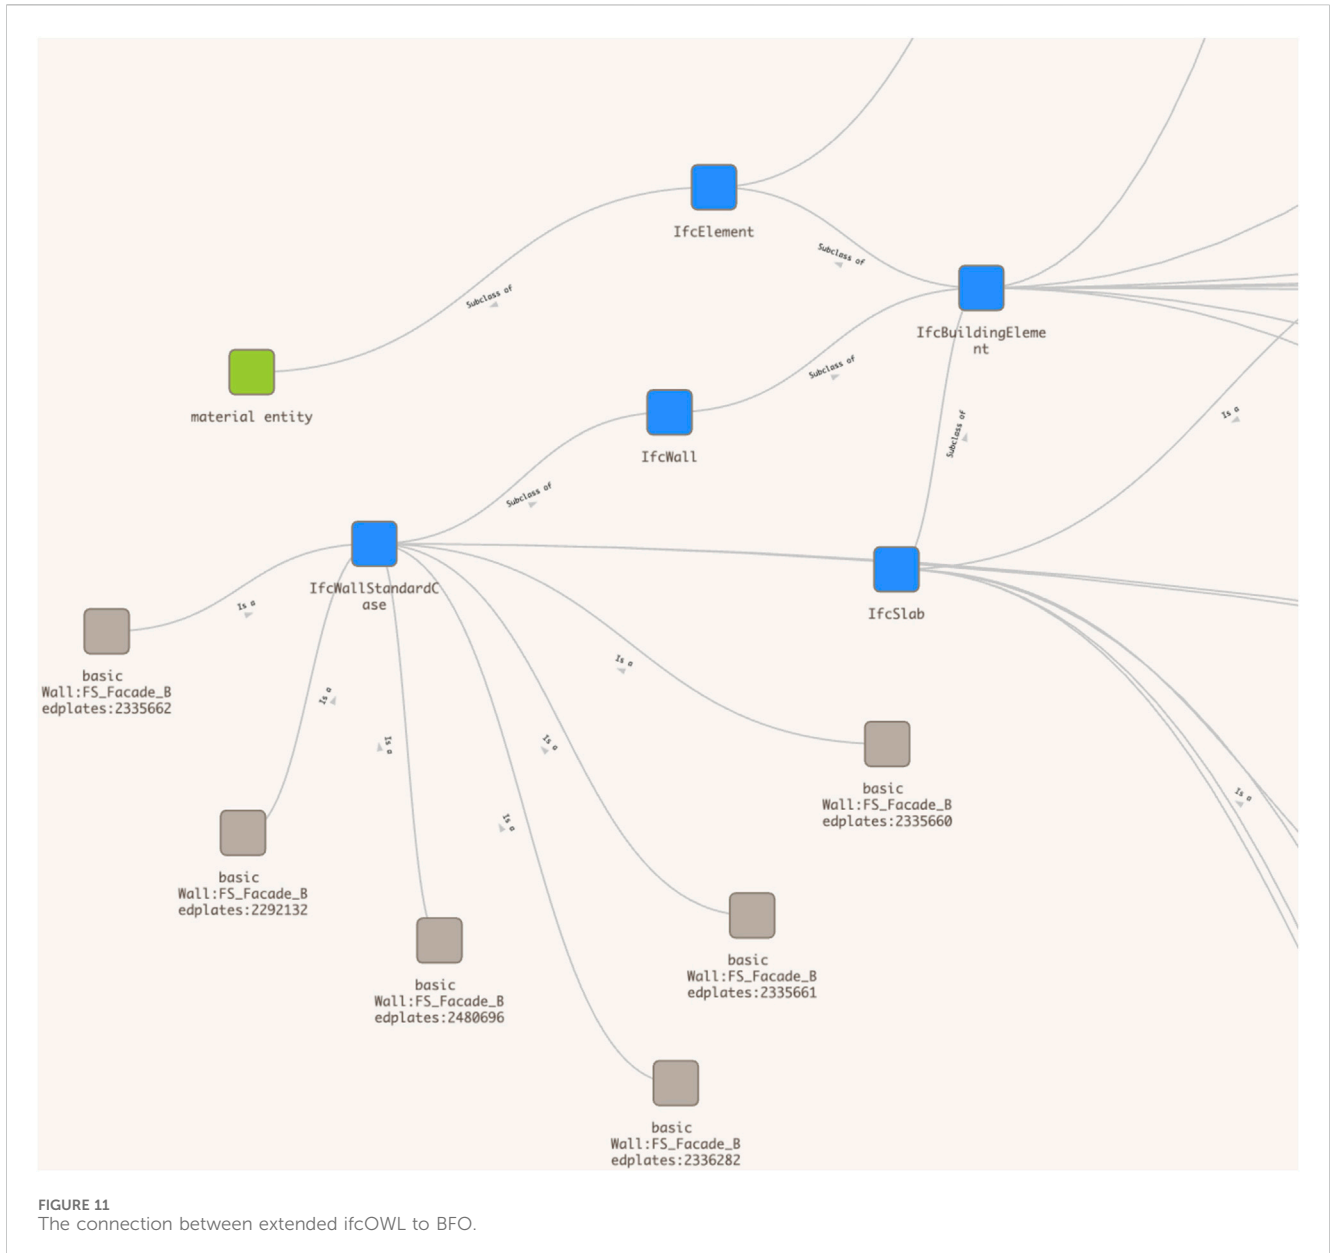 IfcElement
Subclass of
IfcBuildingEleme
nt
Subclass of
material entity
Subclass of
IfcWall
Subclass of
Is a
Subclass of
IfcWallStandardC
ase
IfcSlab
Is a
basic
Wall:FS_Facade_B
edplates:2335662
Is a
Is a
Is a
Is a
Is a
Is a
basic
Wall:FS_Facade_B
edplates:2335660
basic
Wall:FS_Facade_B
edplates:2292132
basic
Wall:FS_Facade_B
edplates:2335661
basic
Wall:FS_Facade_B
edplates:2480696
basic
Wall:FS_Facade_B
edplates:2336282
FIGURE 11
The connection between extended ifcOWL to BFO.